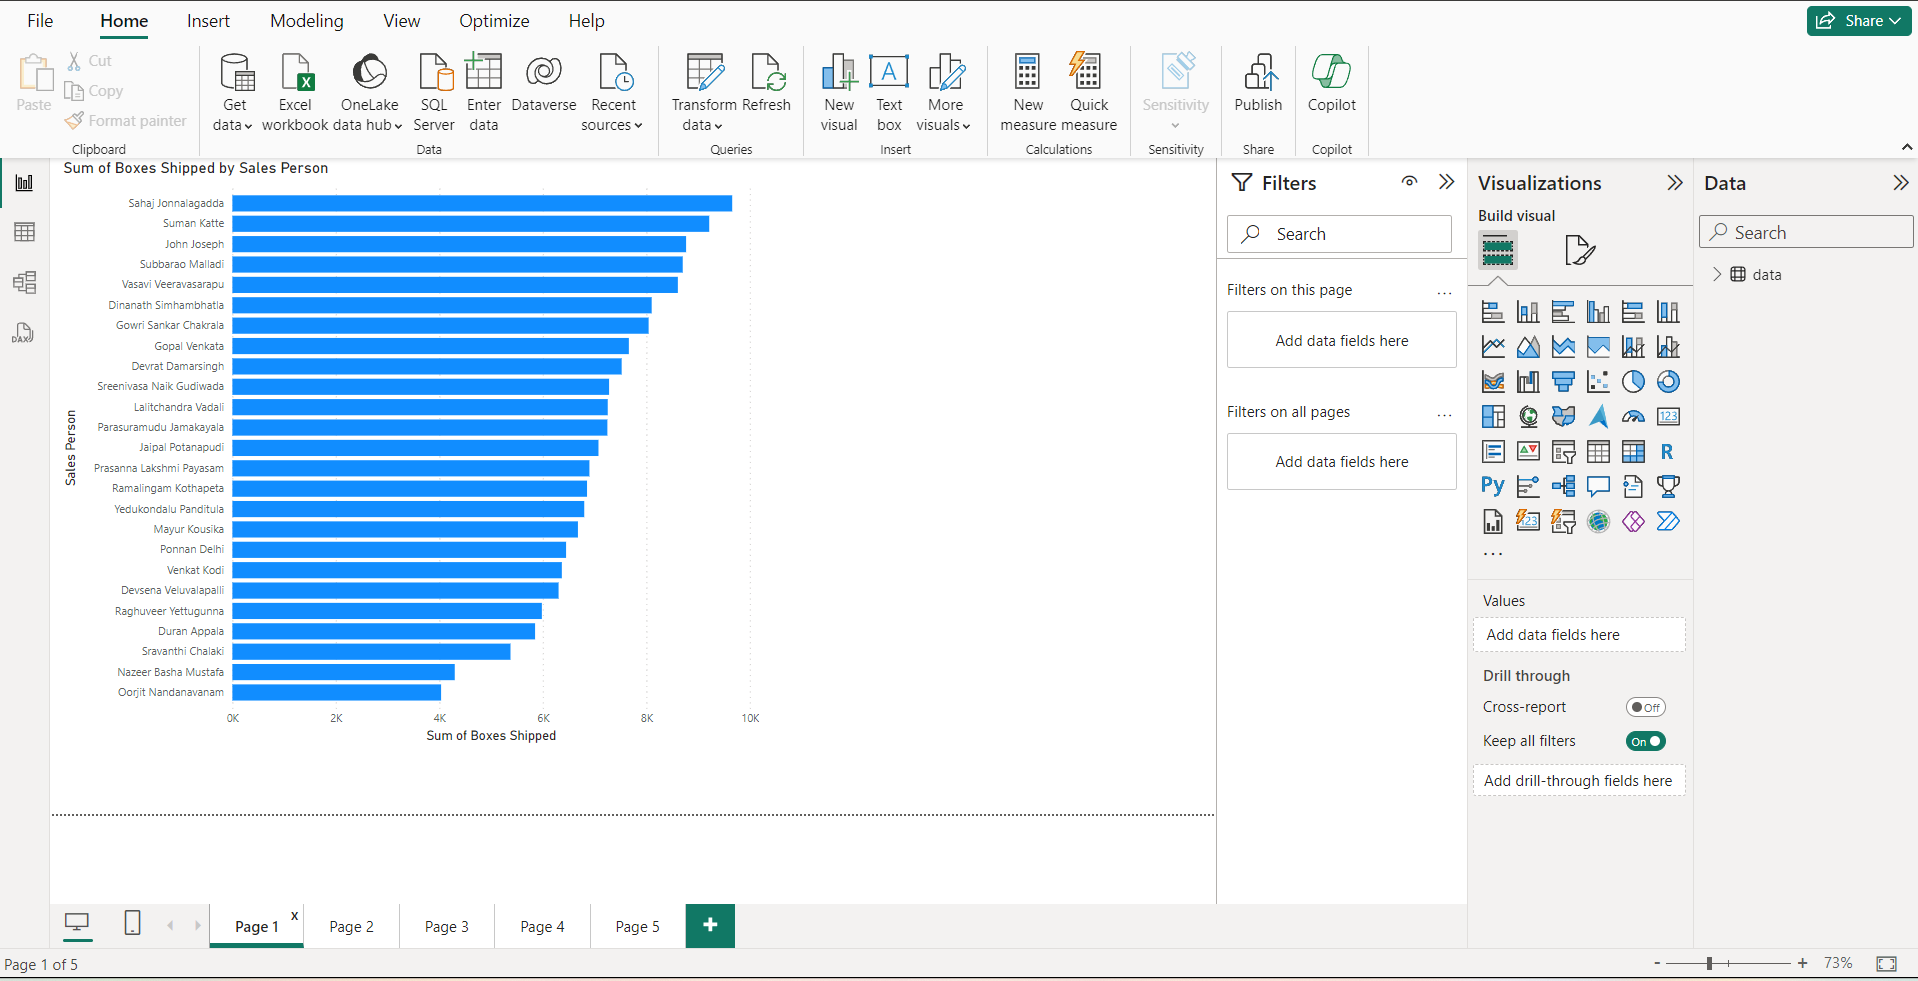 File Home Insert Modeling View Optimize Help
Share
Paste
Cut
Copy
Format painter
Clipboard
Get data
Excel workbook
OneLake data hub
SQL Server
Enter data
Dataverse
Recent sources
Data
Transform data
Refresh
Queries
New visual
A
Text box
More visuals
Insert
New measure
Quick measure
Calculations
Sensitivity
Sensitivity
Publish
Share
Copilot
Copilot
DAX
Sum of Boxes Shipped by Sales Person
Sales Person
Sahaj Jonnalagadda
Suman Katte
John Joseph
Subbarao Malladi
Vasavi Veeravasarapu
Dinanath Simhambhatla
Gowri Sankar Chakrala
Gopal Venkata
Devrat Damarsingh
Sreenivasa Naik Gudiwada
Lalitchandra Vadali
Parasuramudu Jamakayala
Jaipal Potanapudi
Prasanna Lakshmi Payasam
Ramalingam Kothapeta
Yedukondalu Panditula
Mayur Kousika
Ponnan Delhi
Venkat Kodi
Devsena Veluvalapalli
Raghuveer Yettugunna
Duran Appala
Sravanthi Chalaki
Nazeer Basha Mustafa
Oorjit Nandanavanam
0K 2K 4K 6K 8K 10K
Sum of Boxes Shipped
Filters
Search
Filters on this page
...
Add data fields here
Filters on all pages
...
Add data fields here
Visualizations
Build visual
123
R
Py
123
...
Values
Add data fields here
Drill through
Cross-report
Off
Keep all filters
On
Add drill-through fields here
Data
Search
data
Page 1 x
Page 2
Page 3
Page 4
Page 5
+
Page 1 of 5
- + 73%